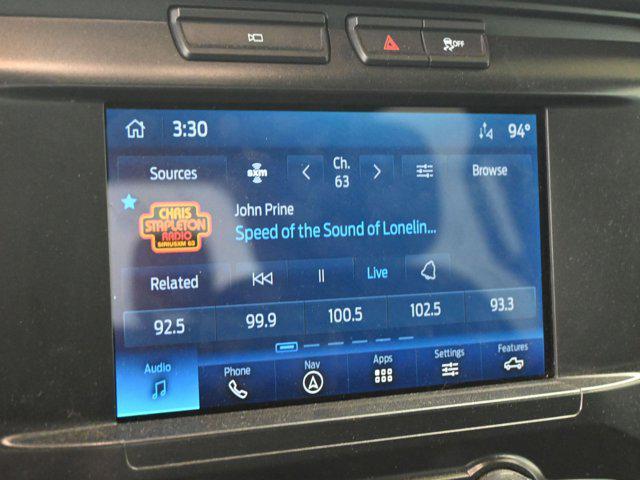 OFF
3:30
94°
Sources
sxm
Ch.
63
Browse
CHRIS
STAPLETON
RADIO
SIRIUSXM 63
John Prine
Speed of the Sound of Lonelin...
Related
Live
92.5
99.9
100.5
102.5
93.3
Audio
Phone
Nav
Apps
Settings
Features